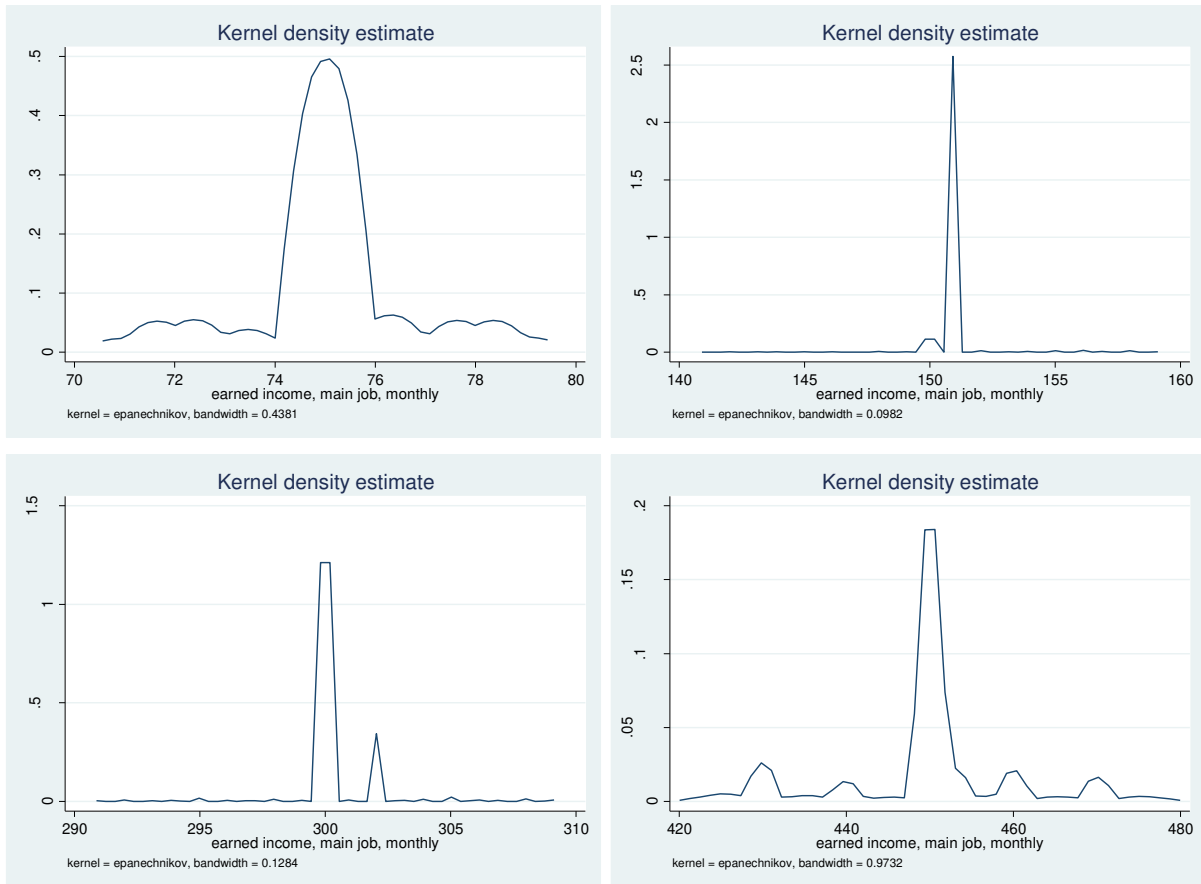 Kernel density estimate
.5
.4
.3
.2
.1
0
70 72 74 76 78 80
earned income, main job, monthly
kernel = epanechnikov, bandwidth = 0.4381
Kernel density estimate
2.5
2
1.5
1
.5
0
140 145 150 155 160
earned income, main job, monthly
kernel = epanechnikov, bandwidth = 0.0982
Kernel density estimate
1.5
1
.5
0
290 295 300 305 310
earned income, main job, monthly
kernel = epanechnikov, bandwidth = 0.1284
Kernel density estimate
.2
.15
.1
.05
0
420 440 460 480
earned income, main job, monthly
kernel = epanechnikov, bandwidth = 0.9732